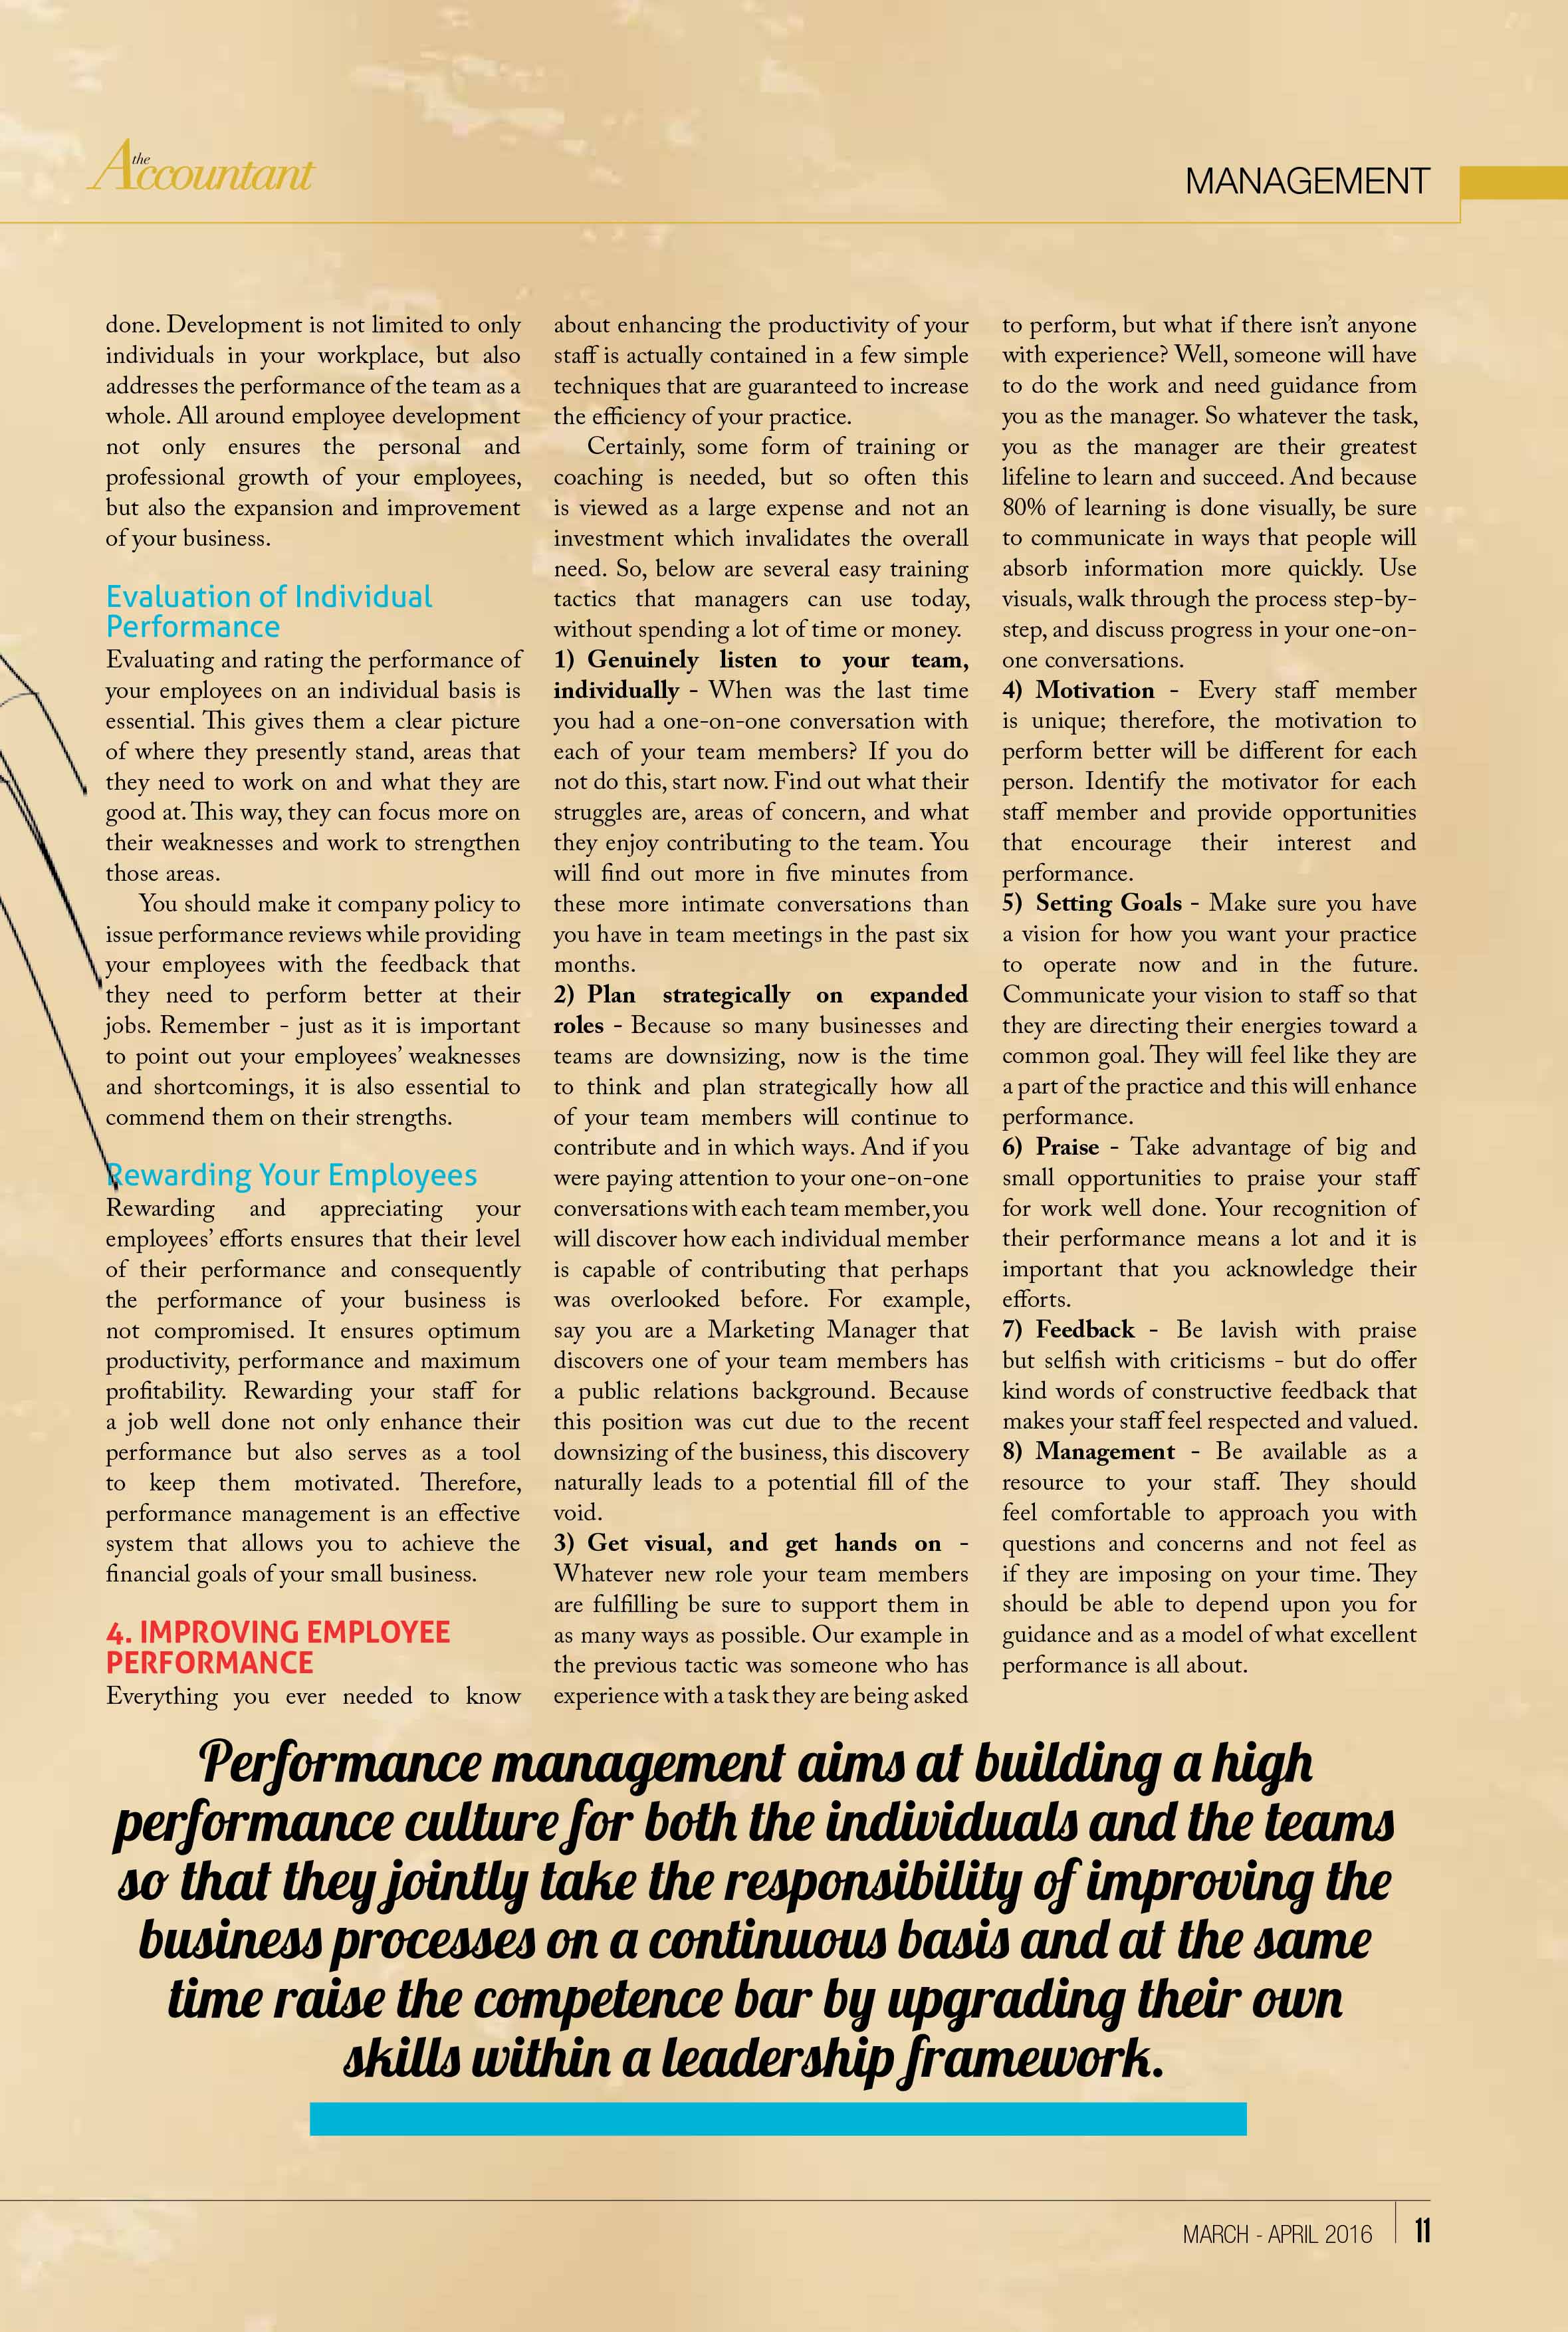 the Accountant
MANAGEMENT
done. Development is not limited to only
individuals in your workplace, but also
addresses the performance of the team as a
whole. All around employee development
not only ensures the personal and
professional growth of your employees,
but also the expansion and improvement
of your business.
Evaluation of Individual
Performance
Evaluating and rating the performance of
your employees on an individual basis is
essential. This gives them a clear picture
of where they presently stand, areas that
they need to work on and what they are
good at. This way, they can focus more on
their weaknesses and work to strengthen
those areas.
You should make it company policy to
issue performance reviews while providing
your employees with the feedback that
they need to perform better at their
jobs. Remember - just as it is important
to point out your employees’ weaknesses
and shortcomings, it is also essential to
commend them on their strengths.
Rewarding Your Employees
Rewarding and appreciating your
employees’ efforts ensures that their level
of their performance and consequently
the performance of your business is
not compromised. It ensures optimum
productivity, performance and maximum
profitability. Rewarding your staff for
a job well done not only enhance their
performance but also serves as a tool
to keep them motivated. Therefore,
performance management is an effective
system that allows you to achieve the
financial goals of your small business.
4. IMPROVING EMPLOYEE
PERFORMANCE
Everything you ever needed to know
about enhancing the productivity of your
staff is actually contained in a few simple
techniques that are guaranteed to increase
the efficiency of your practice.
Certainly, some form of training or
coaching is needed, but so often this
is viewed as a large expense and not an
investment which invalidates the overall
need. So, below are several easy training
tactics that managers can use today,
without spending a lot of time or money.
1) Genuinely listen to your team,
individually - When was the last time
you had a one-on-one conversation with
each of your team members? If you do
not do this, start now. Find out what their
struggles are, areas of concern, and what
they enjoy contributing to the team. You
will find out more in five minutes from
these more intimate conversations than
you have in team meetings in the past six
months.
2) Plan strategically on expanded
roles - Because so many businesses and
teams are downsizing, now is the time
to think and plan strategically how all
of your team members will continue to
contribute and in which ways. And if you
were paying attention to your one-on-one
conversations with each team member, you
will discover how each individual member
is capable of contributing that perhaps
was overlooked before. For example,
say you are a Marketing Manager that
discovers one of your team members has
a public relations background. Because
this position was cut due to the recent
downsizing of the business, this discovery
naturally leads to a potential fill of the
void.
3) Get visual, and get hands on -
Whatever new role your team members
are fulfilling be sure to support them in
as many ways as possible. Our example in
the previous tactic was someone who has
experience with a task they are being asked
to perform, but what if there isn’t anyone
with experience? Well, someone will have
to do the work and need guidance from
you as the manager. So whatever the task,
you as the manager are their greatest
lifeline to learn and succeed. And because
80% of learning is done visually, be sure
to communicate in ways that people will
absorb information more quickly. Use
visuals, walk through the process step-by-
step, and discuss progress in your one-on-
one conversations.
4) Motivation - Every staff member
is unique; therefore, the motivation to
perform better will be different for each
person. Identify the motivator for each
staff member and provide opportunities
that encourage their interest and
performance.
5) Setting Goals - Make sure you have
a vision for how you want your practice
to operate now and in the future.
Communicate your vision to staff so that
they are directing their energies toward a
common goal. They will feel like they are
a part of the practice and this will enhance
performance.
6) Praise - Take advantage of big and
small opportunities to praise your staff
for work well done. Your recognition of
their performance means a lot and it is
important that you acknowledge their
efforts.
7) Feedback - Be lavish with praise
but selfish with criticisms - but do offer
kind words of constructive feedback that
makes your staff feel respected and valued.
8) Management - Be available as a
resource to your staff. They should
feel comfortable to approach you with
questions and concerns and not feel as
if they are imposing on your time. They
should be able to depend upon you for
guidance and as a model of what excellent
performance is all about.
Performance management aims at building a high
performance culture for both the individuals and the teams
so that they jointly take the responsibility of improving the
business processes on a continuous basis and at the same
time raise the competence bar by upgrading their own
skills within a leadership framework.
MARCH - APRIL 2016 11